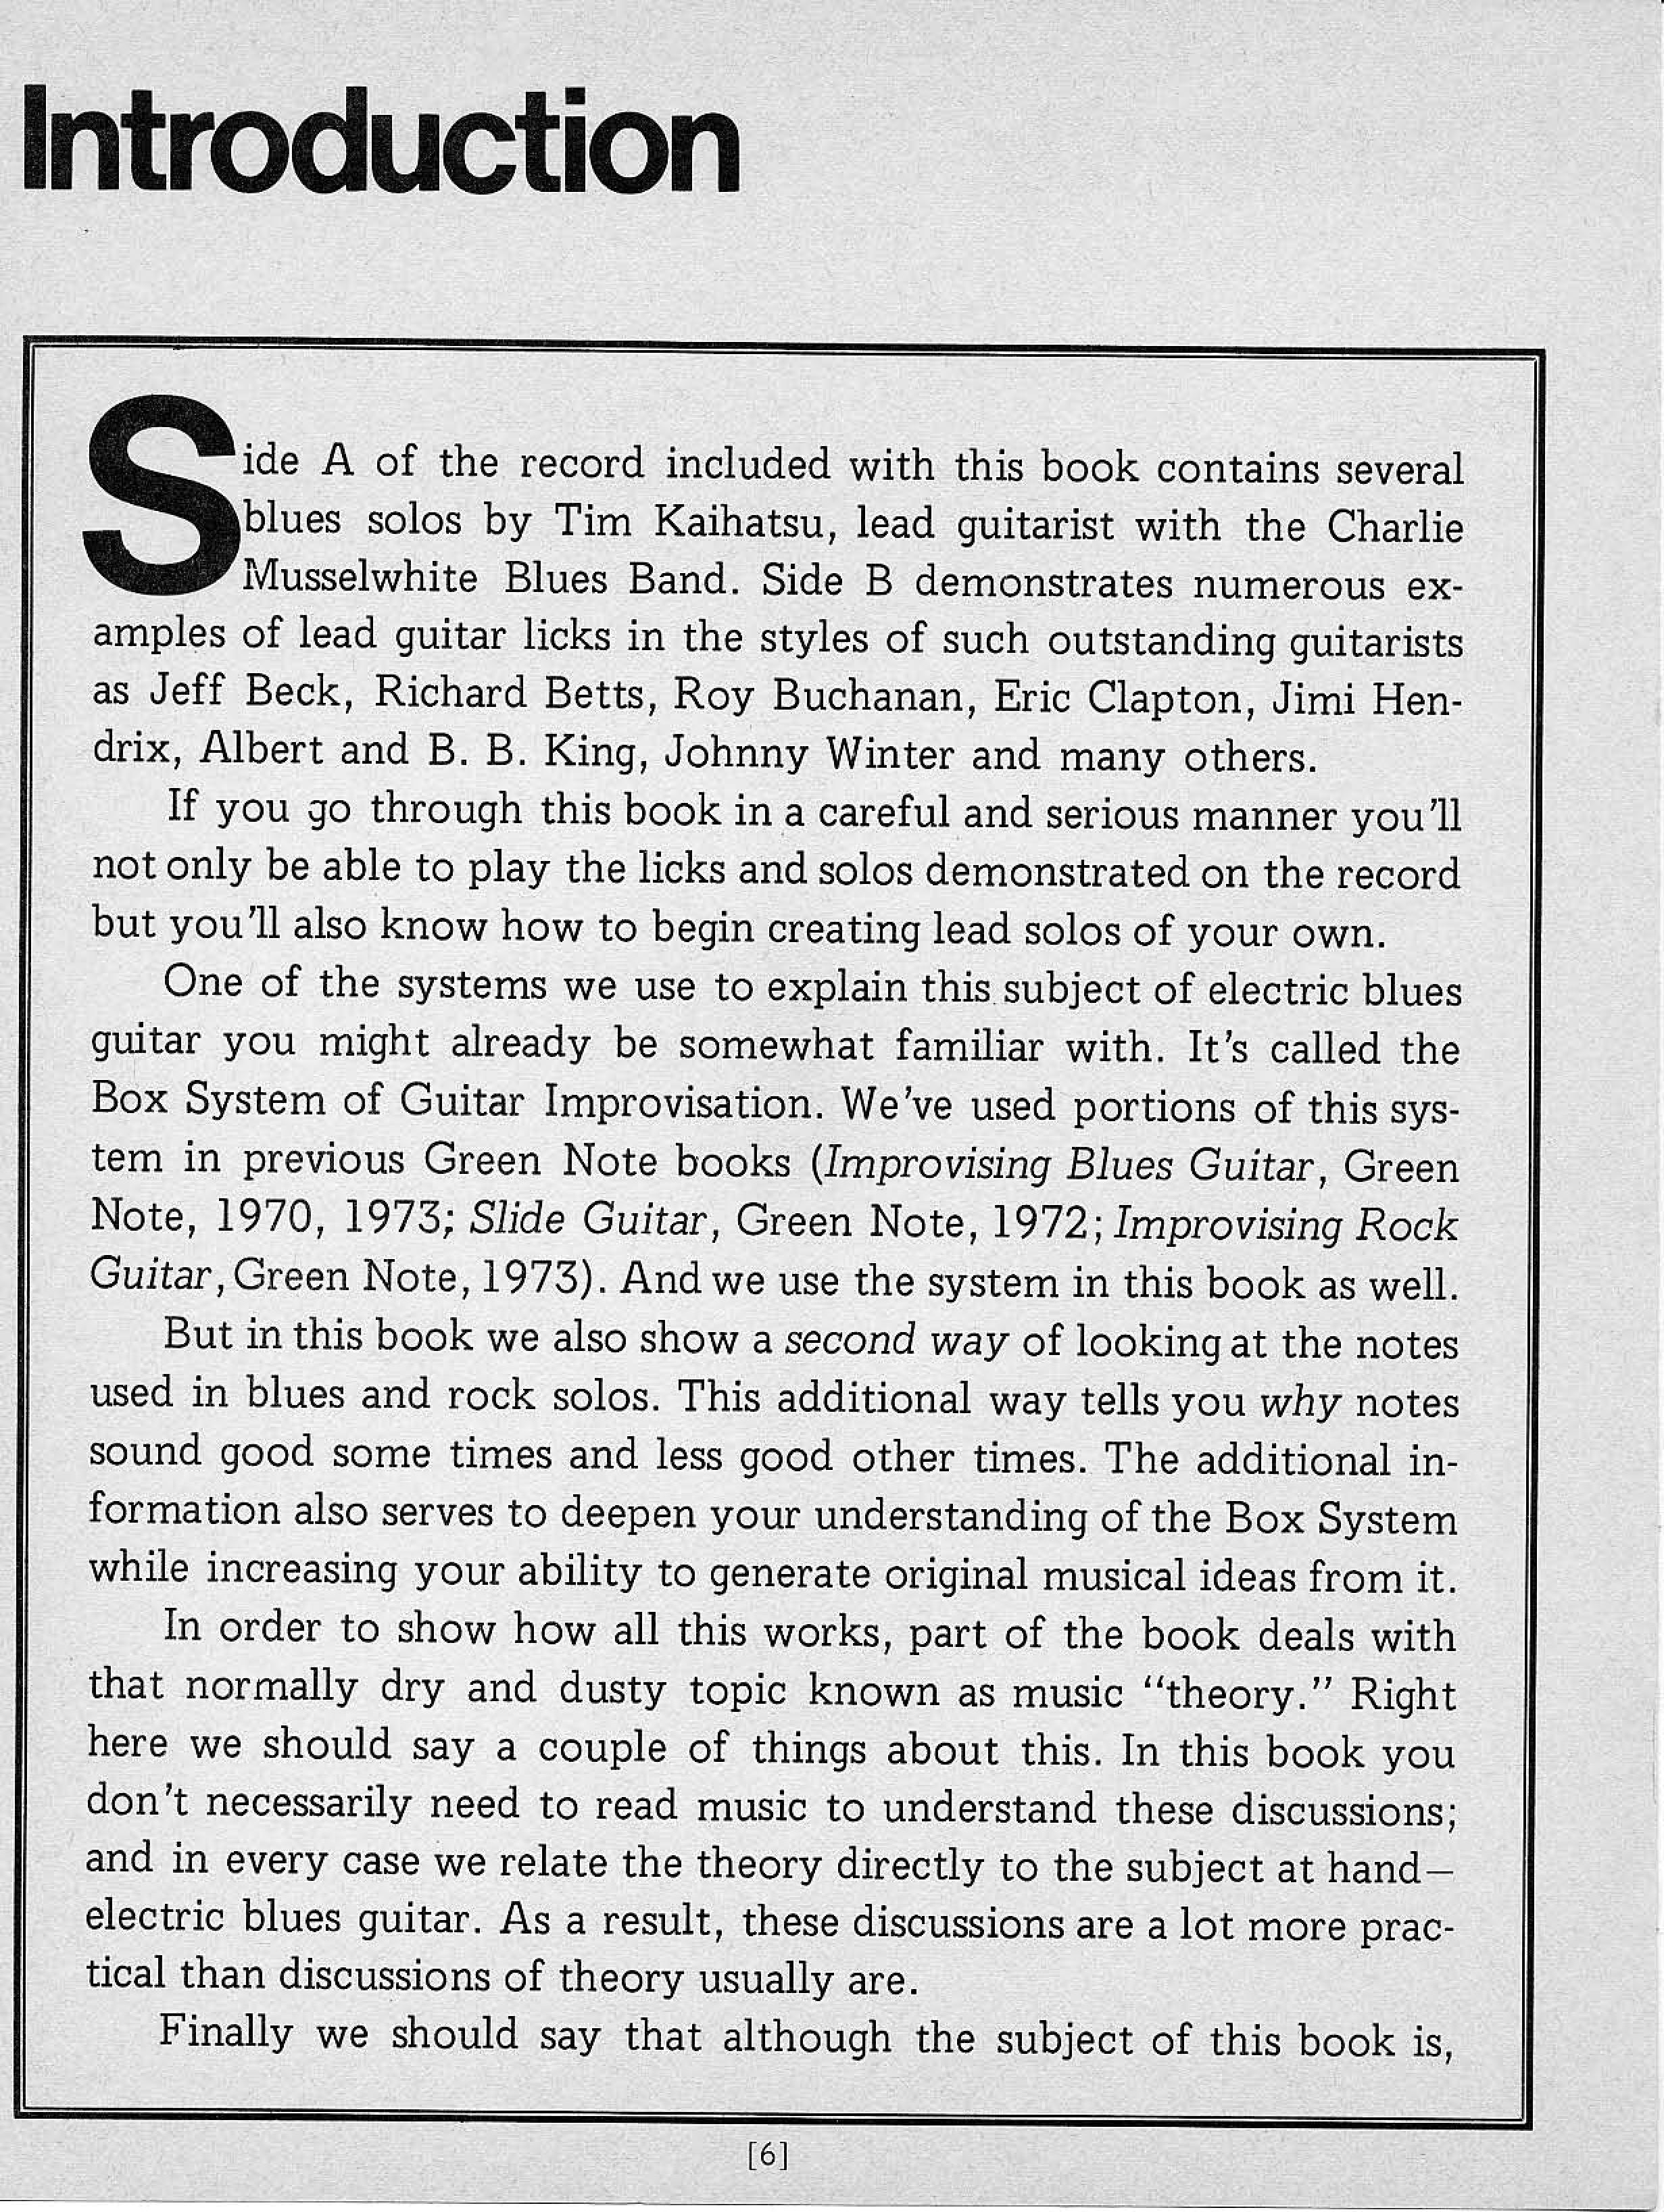 Introduction
Side A of the record included with this book contains several
blues solos by Tim Kaihatsu, lead guitarist with the Charlie
Musselwhite Blues Band. Side B demonstrates numerous ex-
amples of lead guitar licks in the styles of such outstanding guitarists
as Jeff Beck, Richard Betts, Roy Buchanan, Eric Clapton, Jimi Hen-
drix, Albert and B. B. King, Johnny Winter and many others.
If you go through this book in a careful and serious manner you'll
not only be able to play the licks and solos demonstrated on the record
but you'll also know how to begin creating lead solos of your own.
One of the systems we use to explain this subject of electric blues
guitar you might already be somewhat familiar with. It's called the
Box System of Guitar Improvisation. We've used portions of this sys-
tem in previous Green Note books (Improvising Blues Guitar, Green
Note, 1970, 1973; Slide Guitar, Green Note, 1972; Improvising Rock
Guitar, Green Note, 1973). And we use the system in this book as well.
But in this book we also show a second way of looking at the notes
used in blues and rock solos. This additional way tells you why notes
sound good some times and less good other times. The additional in-
formation also serves to deepen your understanding of the Box System
while increasing your ability to generate original musical ideas from it.
In order to show how all this works, part of the book deals with
that normally dry and dusty topic known as music "theory." Right
here we should say a couple of things about this. In this book you
don't necessarily need to read music to understand these discussions;
and in every case we relate the theory directly to the subject at hand—
electric blues guitar. As a result, these discussions are a lot more prac-
tical than discussions of theory usually are.
Finally we should say that although the subject of this book is,
[6]